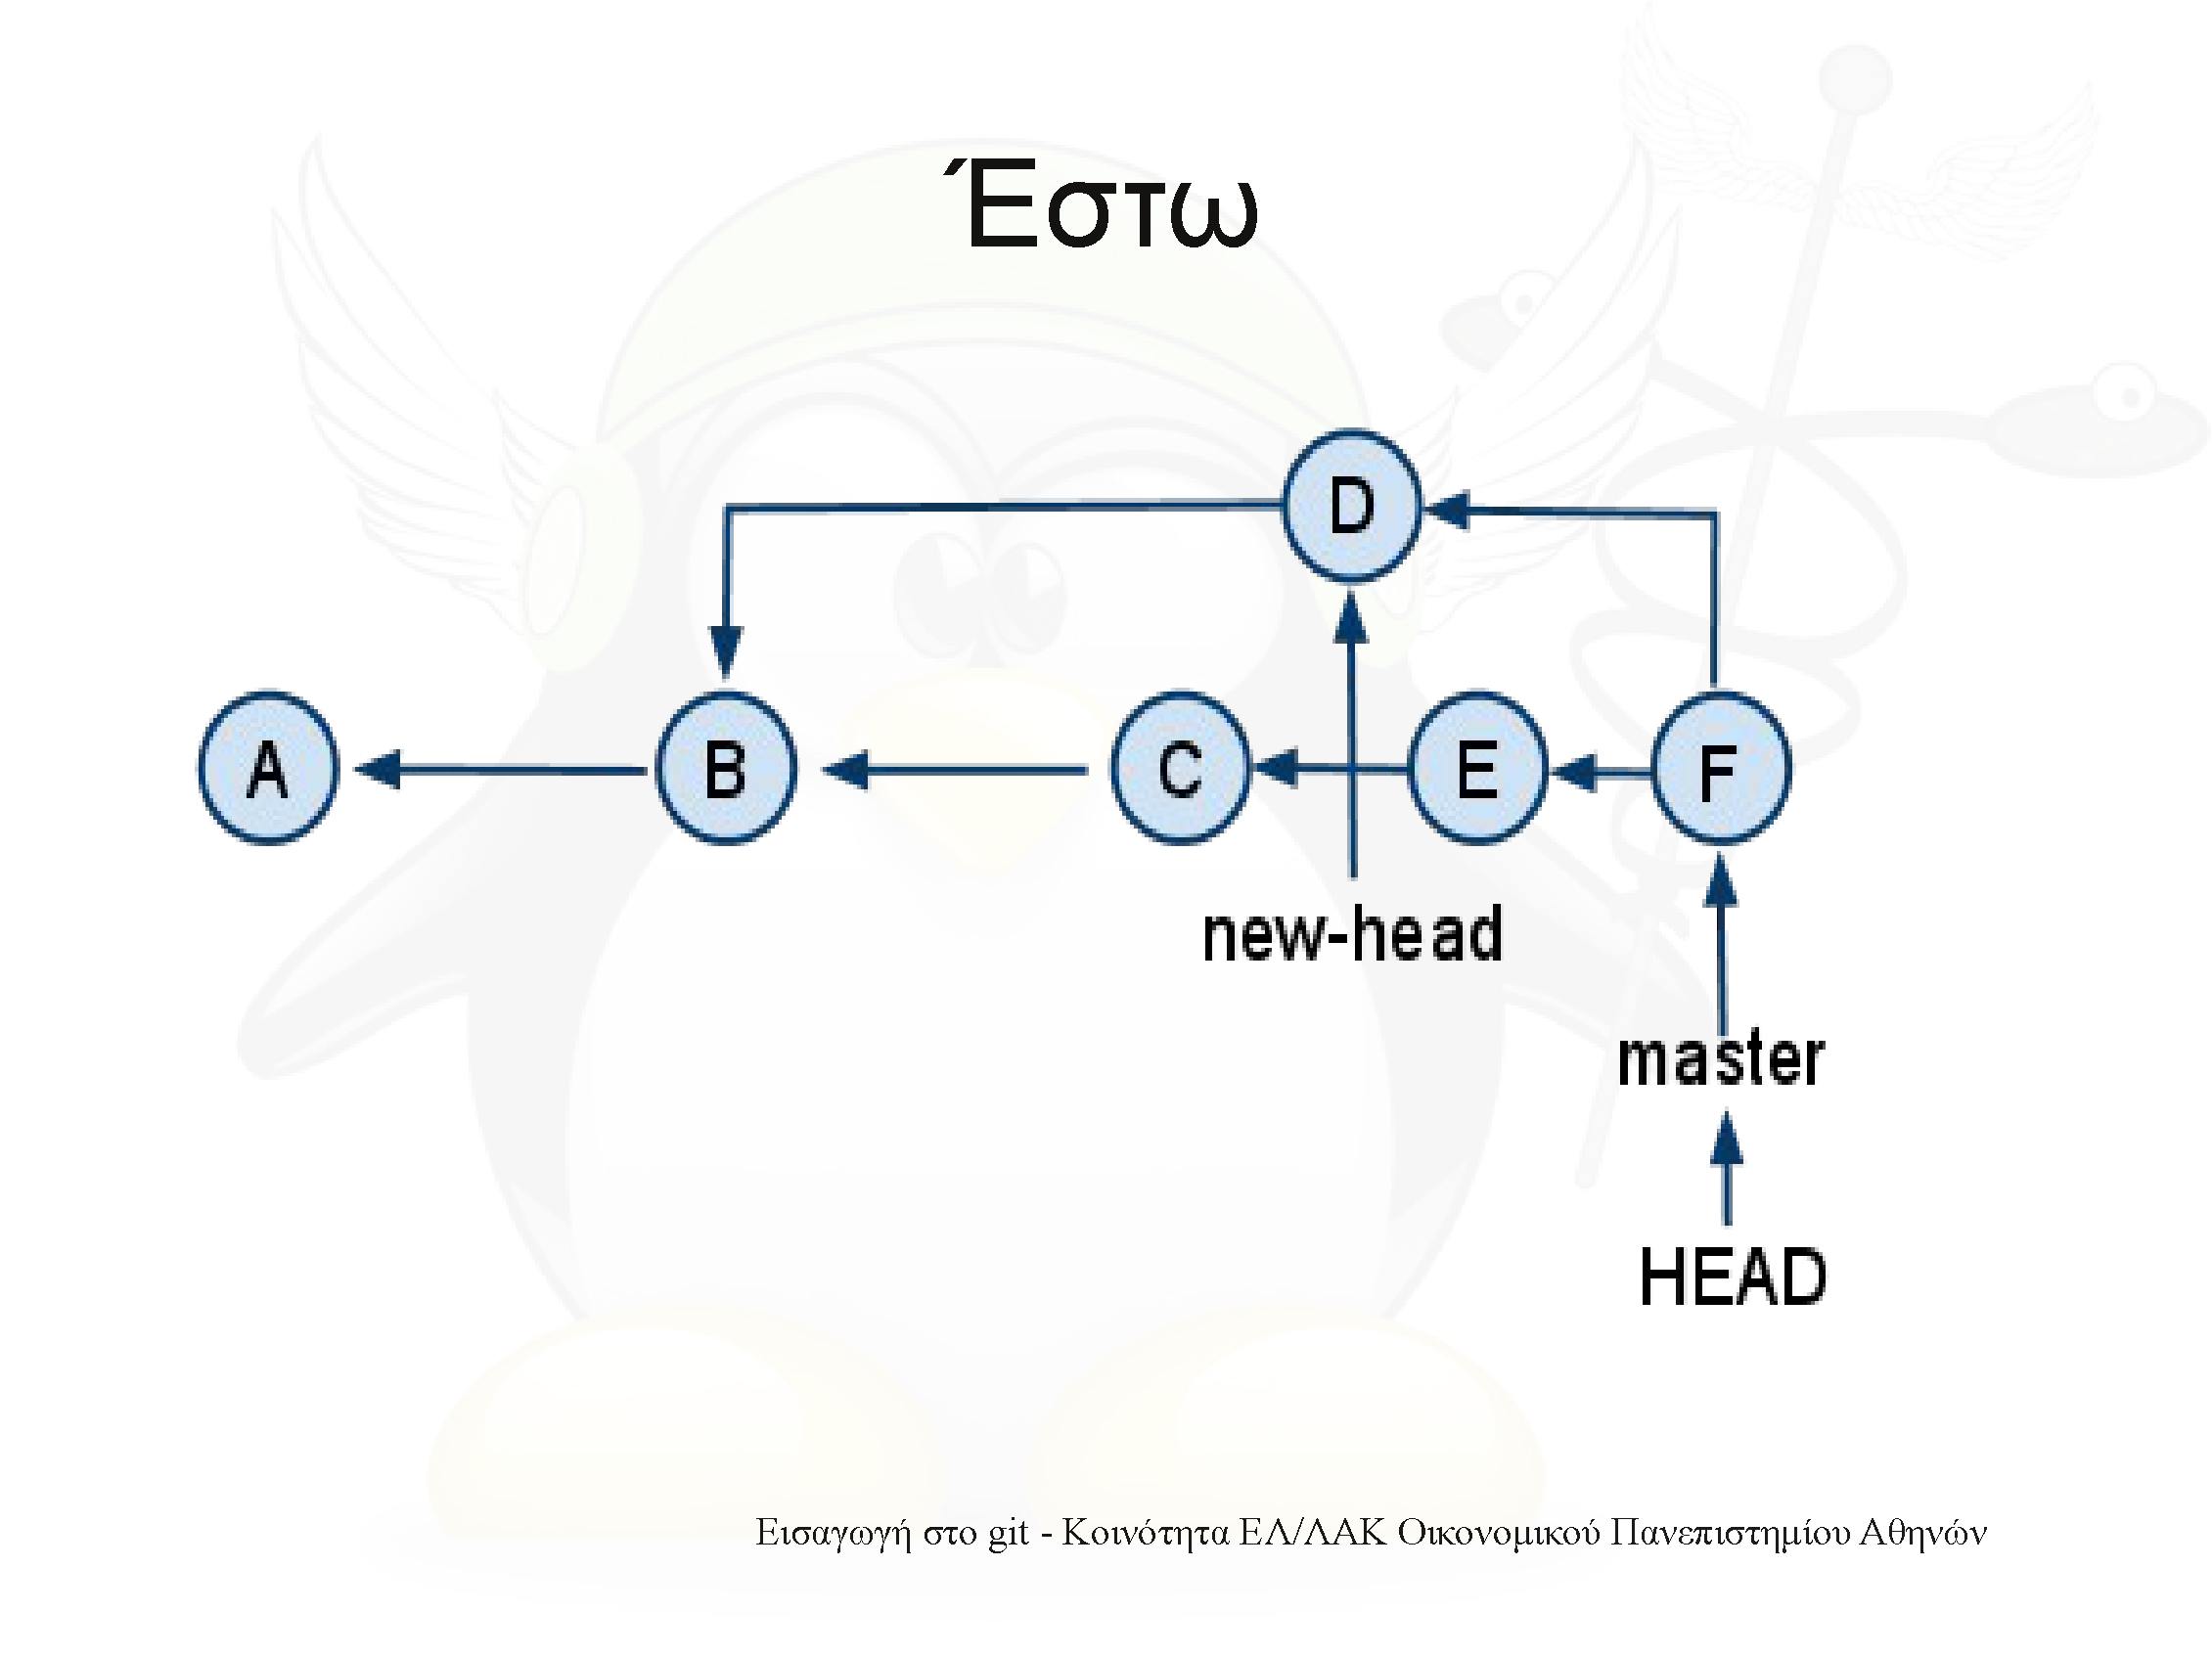 Έστω
D
A
B
C
E
F
new-head
master
HEAD
Εισαγωγή στο git - Κοινότητα ΕΛ/ΛΑΚ Οικονομικού Πανεπιστημίου Αθηνών